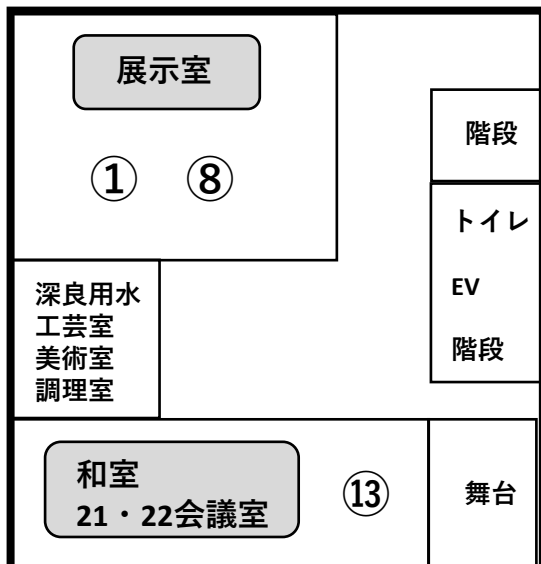 展示室
① ⑧
階段
トイレ
EV
階段
深良用水
工芸室
美術室
調理室
和室
21・22会議室
⑬
舞台